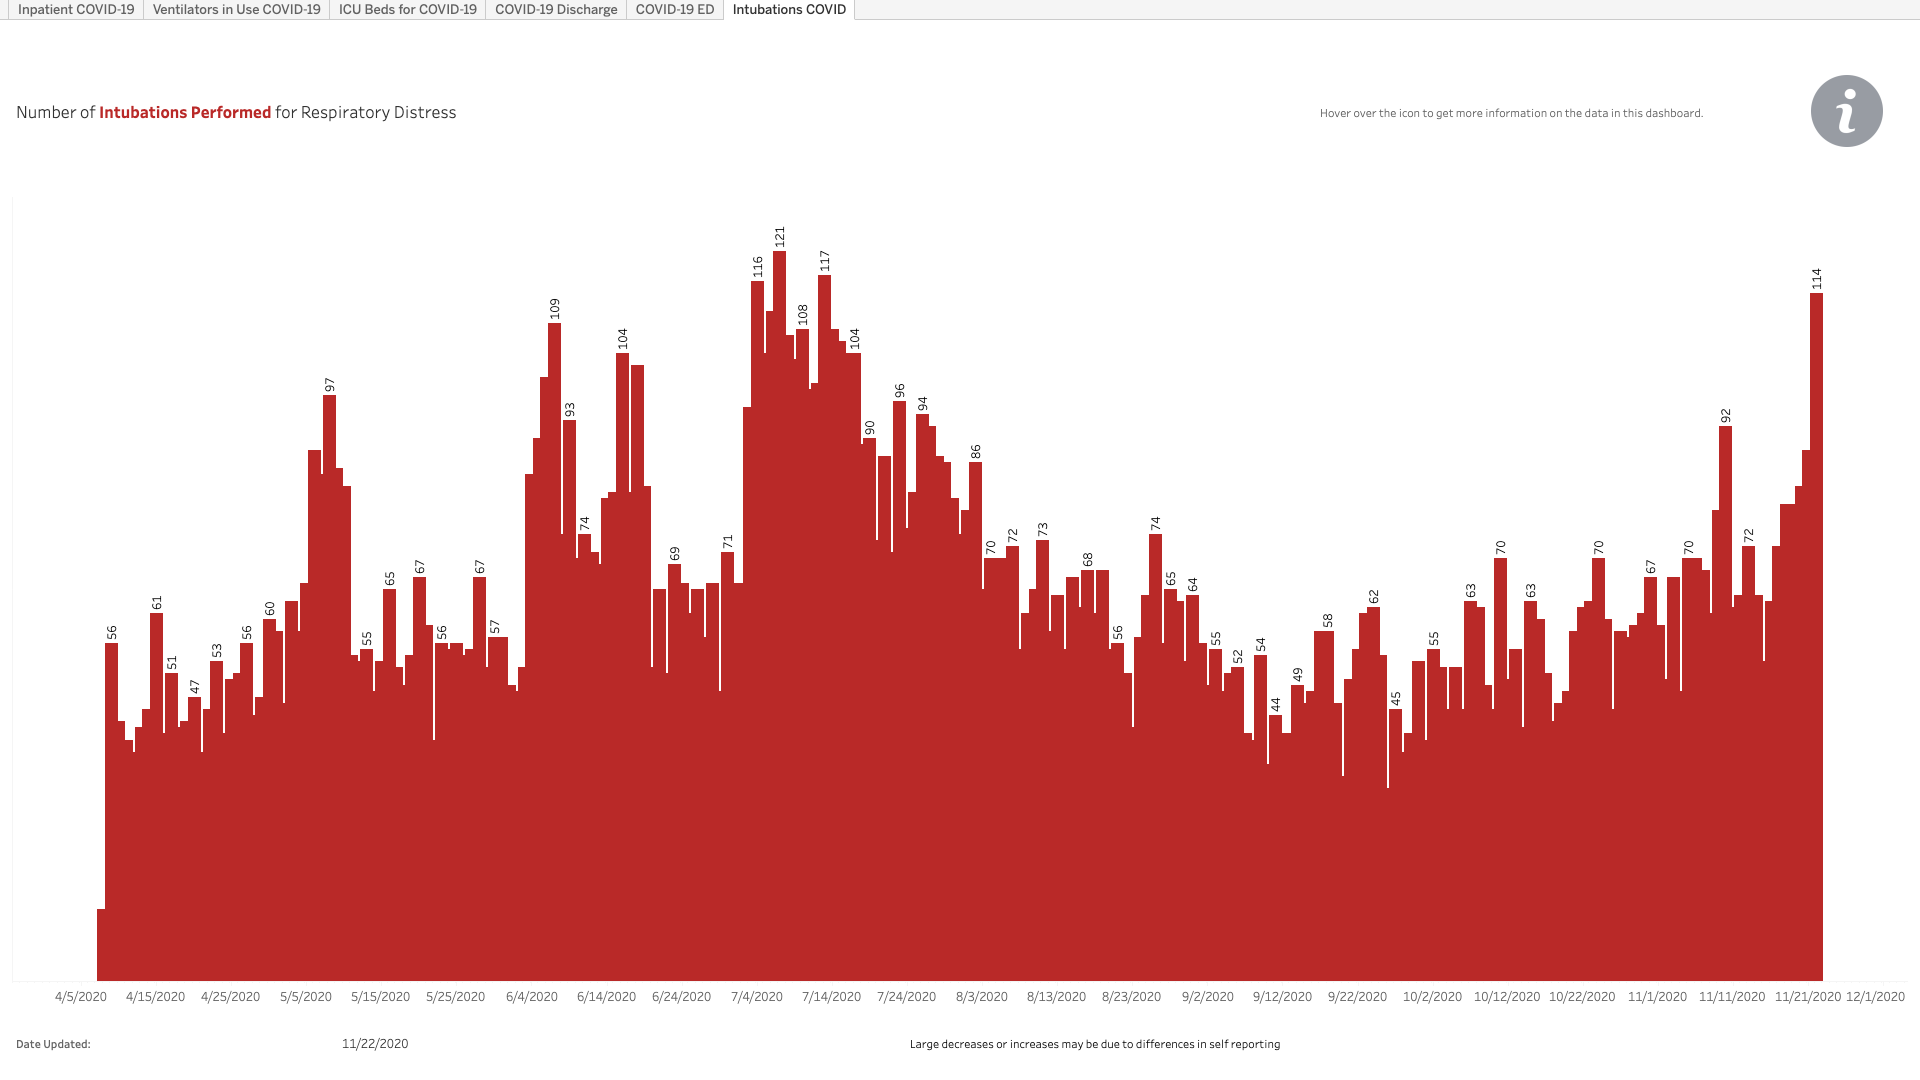 Inpatient COVID-19 Ventilators in Use COVID-19 ICU Beds for COVID-19 COVID-19 Discharge COVID-19 ED Intubations COVID
Number of Intubations Performed for Respiratory Distress
Hover over the icon to get more information on the data in this dashboard.
i
56 61 51 47 53 56 60 97 55 65 67 56 67 57 109 93 74 104 69 71 116 121 108 117 104 90 96 94 86 70 72 73 68 56 74 65 64 55 52 54 44 49 58 62 45 55 63 70 63 70 67 70 92 72 114
4/5/2020 4/15/2020 4/25/2020 5/5/2020 5/15/2020 5/25/2020 6/4/2020 6/14/2020 6/24/2020 7/4/2020 7/14/2020 7/24/2020 8/3/2020 8/13/2020 8/23/2020 9/2/2020 9/12/2020 9/22/2020 10/2/2020 10/12/2020 10/22/2020 11/1/2020 11/11/2020 11/21/2020 12/1/2020
Date Updated: 11/22/2020
Large decreases or increases may be due to differences in self reporting